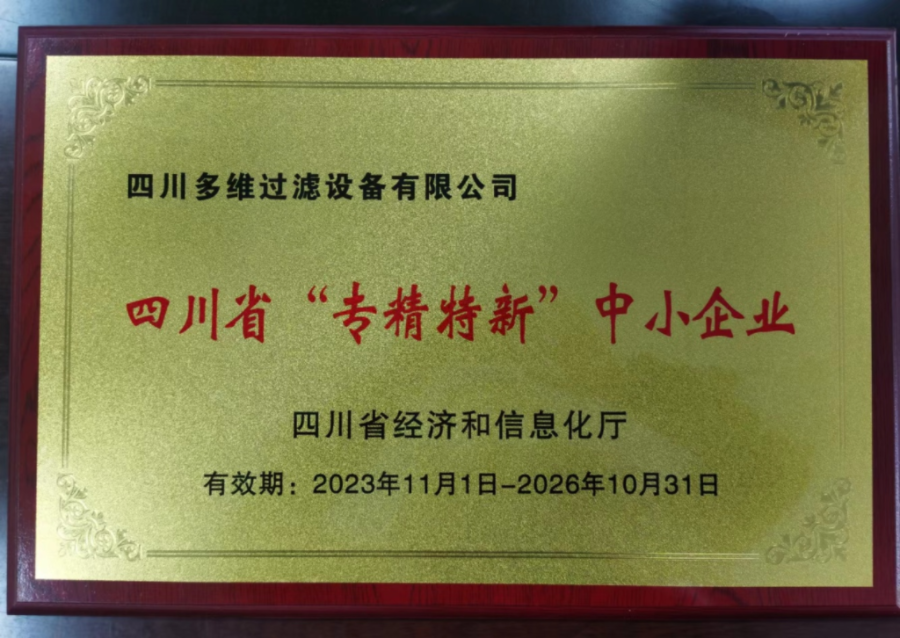 四川多维过滤设备有限公司
四川省“专精特新”中小企业
四川省经济和信息化厅
有效期：2023年11月1日-2026年10月31日